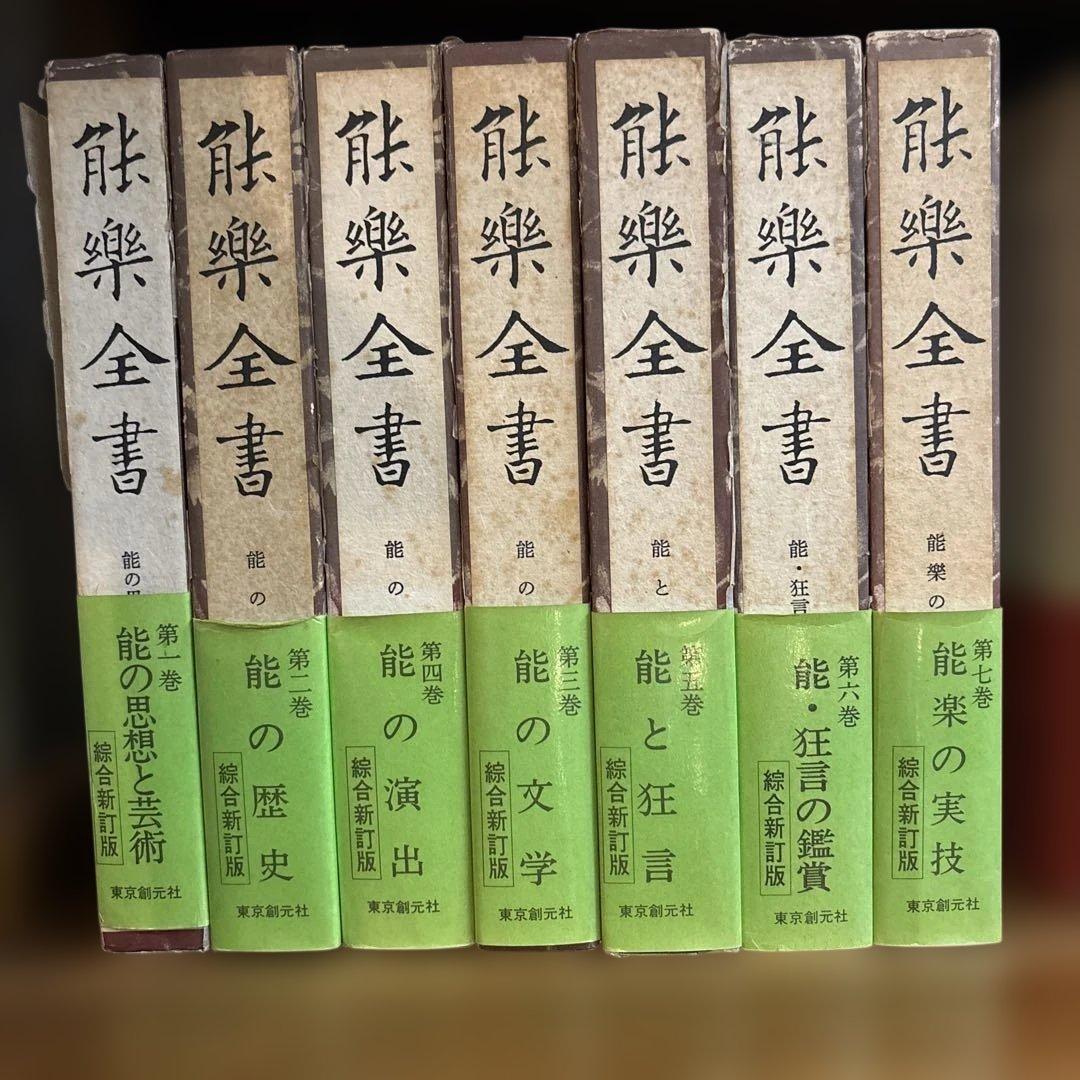 能樂全書
能の思
第一巻
能の思想と芸術
綜合新訂版
東京創元社
能樂全書
能の
第二巻
能の歴史
綜合新訂版
東京創元社
能樂全書
能の
第四巻
能の演出
綜合新訂版
東京創元社
能樂全書
能の
第三巻
能の文学
綜合新訂版
東京創元社
能樂全書
能と
第五巻
能と狂言
綜合新訂版
東京創元社
能樂全書
能・狂言
第六巻
能・狂言の鑑賞
綜合新訂版
東京創元社
能樂全書
能樂の
第七巻
能楽の実技
綜合新訂版
東京創元社